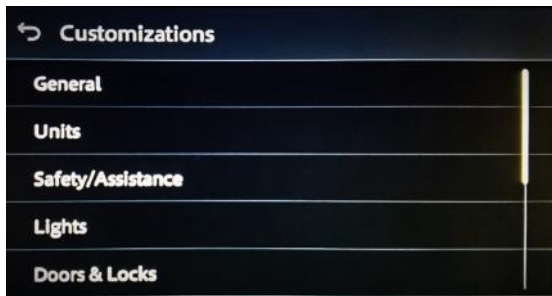 Customizations
General
Units
Safety/Assistance
Lights
Doors & Locks